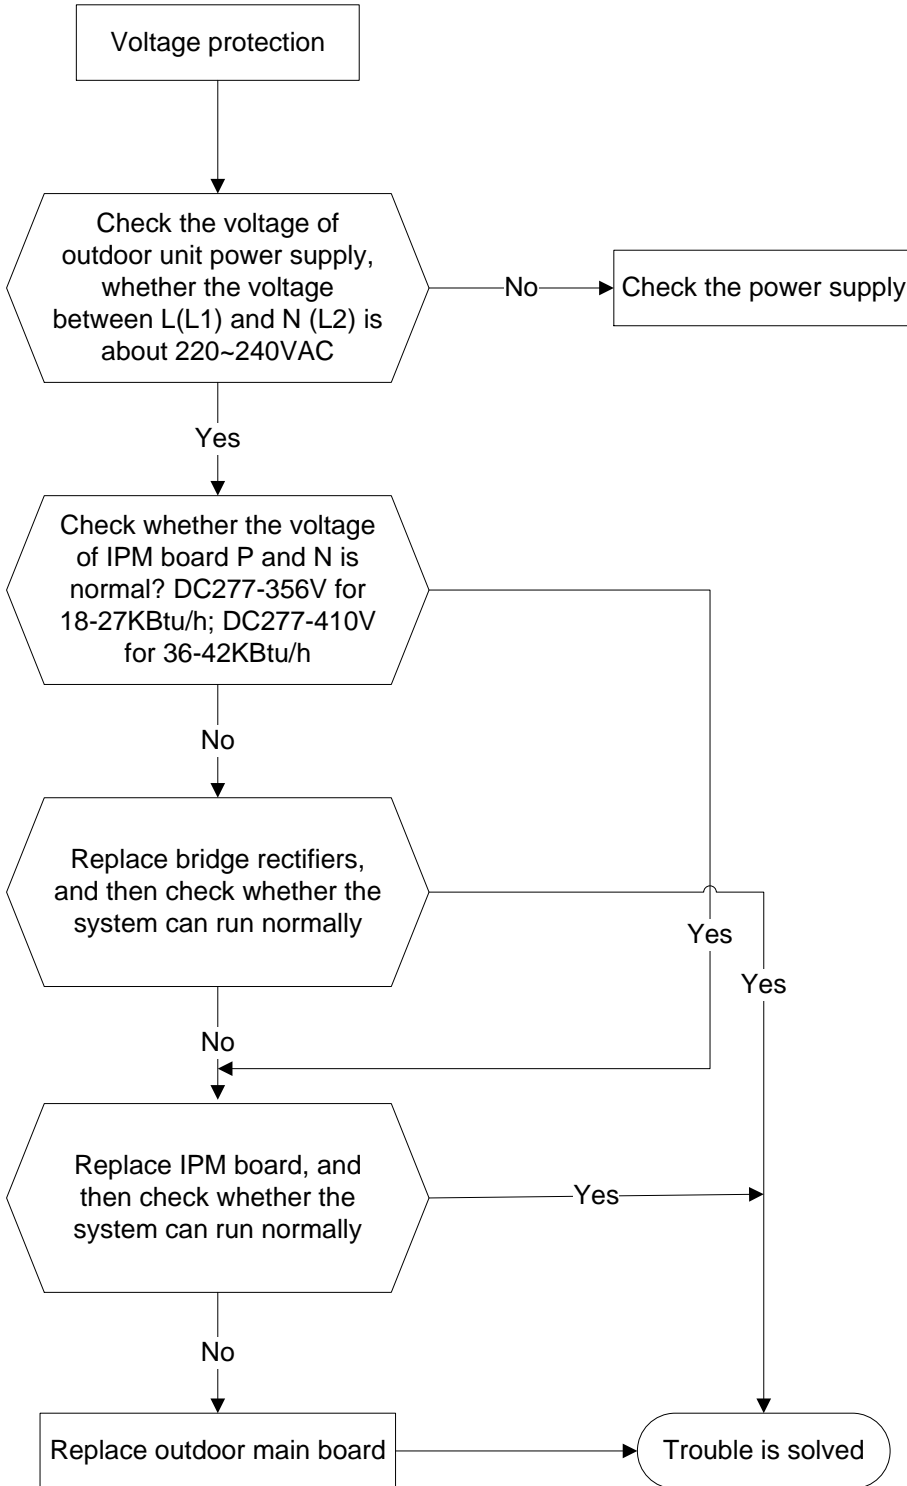 Voltage protection
Check the voltage of
outdoor unit power supply,
whether the voltage
between L(L1) and N (L2) is
about 220~240VAC
No
Check the power supply
Yes
Check whether the voltage
of IPM board P and N is
normal? DC277-356V for
18-27KBtu/h; DC277-410V
for 36-42KBtu/h
No
Replace bridge rectifiers,
and then check whether the
system can run normally
Yes
Yes
No
Replace IPM board, and
then check whether the
system can run normally
Yes
No
Replace outdoor main board
Trouble is solved